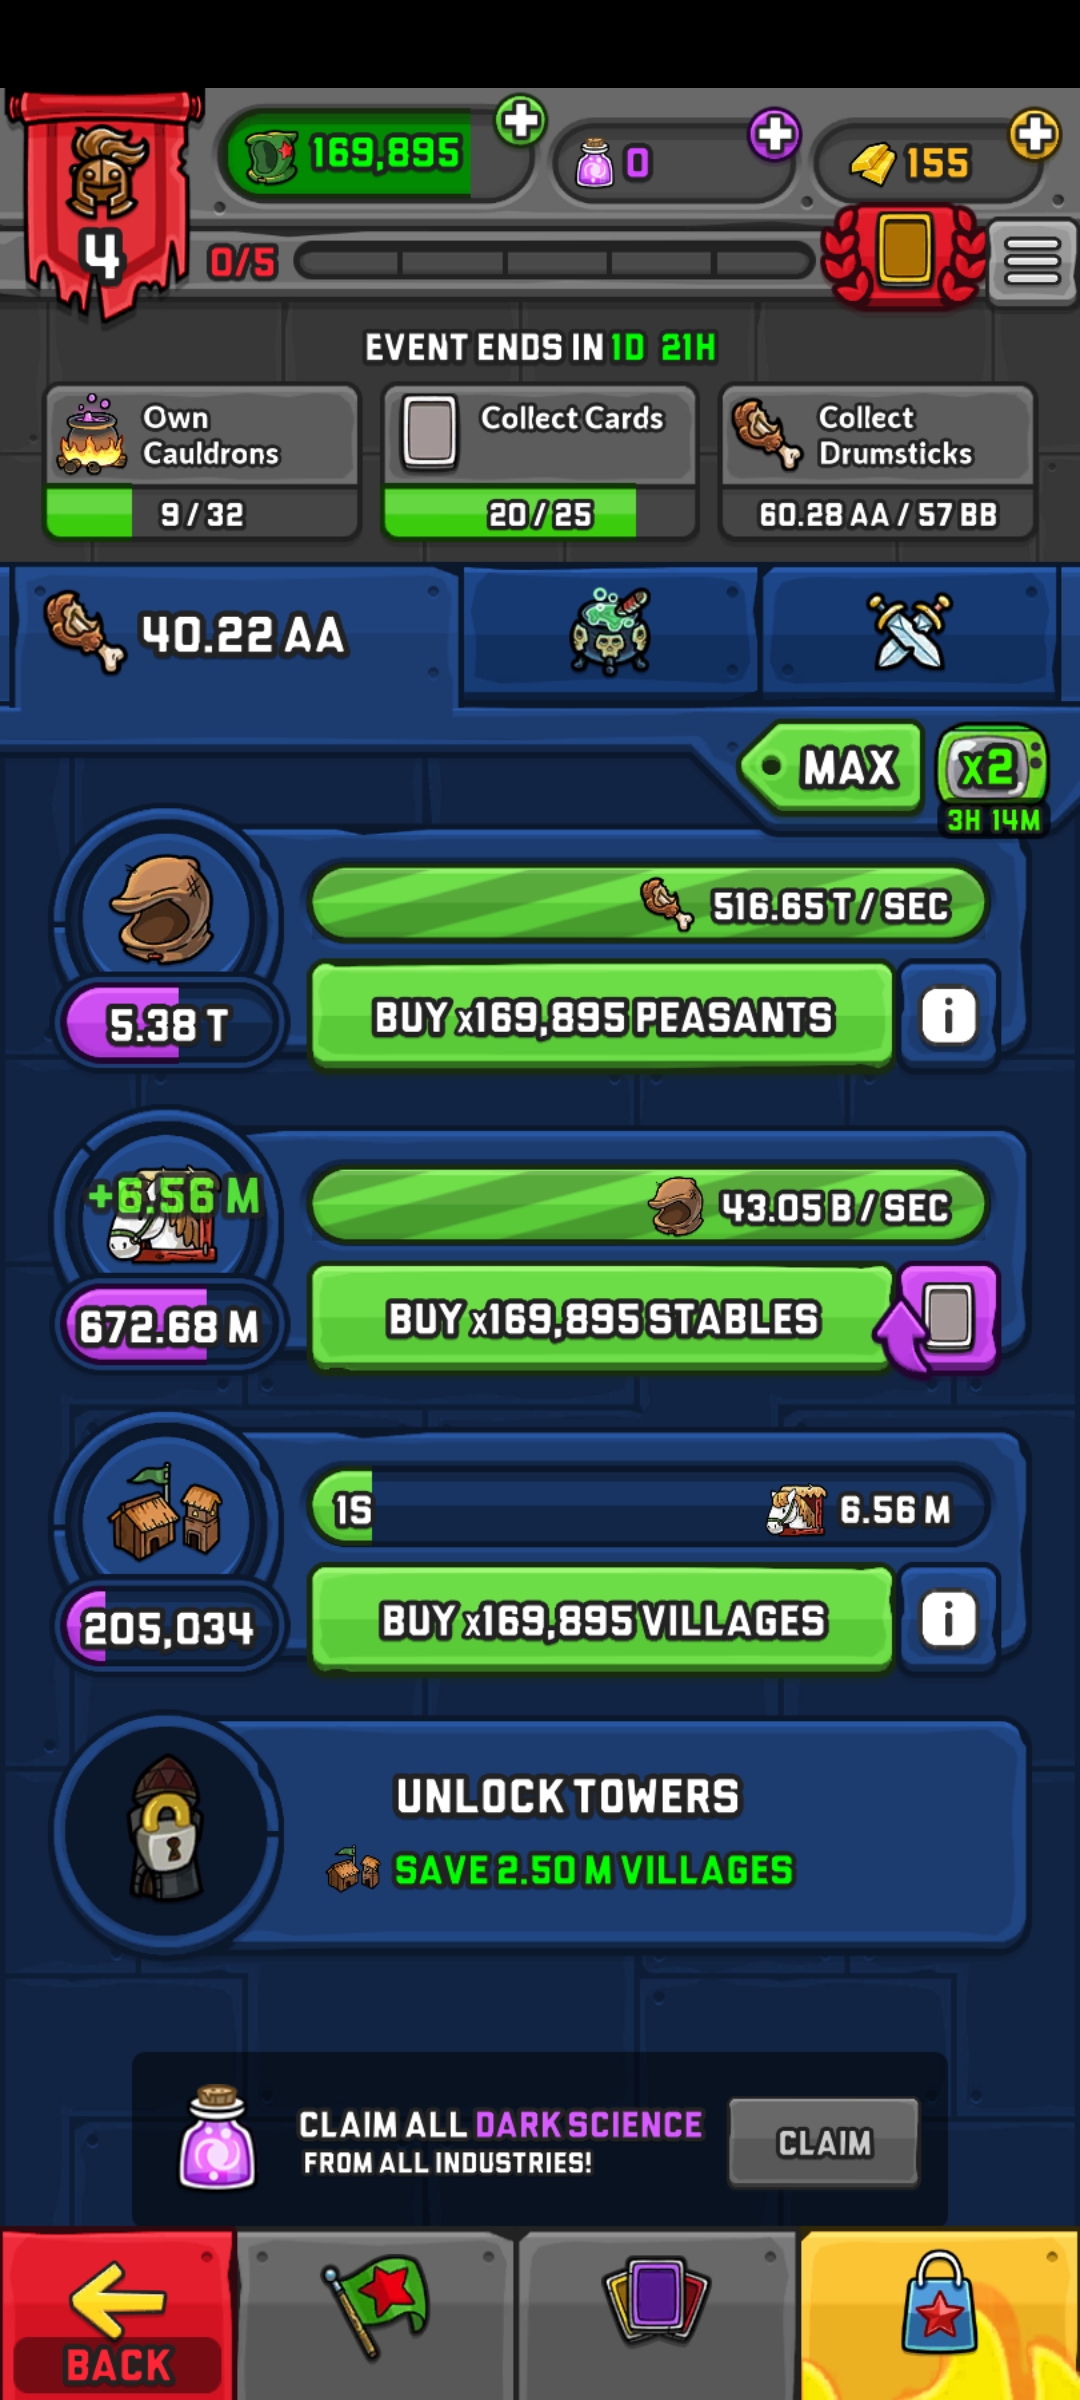 169,895
0
155
4
0/5
EVENT ENDS IN 1D 21H
Own Cauldrons
9/32
Collect Cards
20/25
Collect Drumsticks
60.28 AA / 57 BB
40.22 AA
MAX
x2
3H 14M
516.65 T / SEC
5.38 T
BUY x169,895 PEASANTS
i
+6.56 M
43.05 B / SEC
672.68 M
BUY x169,895 STABLES
1S
6.56 M
205,034
BUY x169,895 VILLAGES
i
UNLOCK TOWERS
SAVE 2.50 M VILLAGES
CLAIM ALL DARK SCIENCE
FROM ALL INDUSTRIES!
CLAIM
BACK